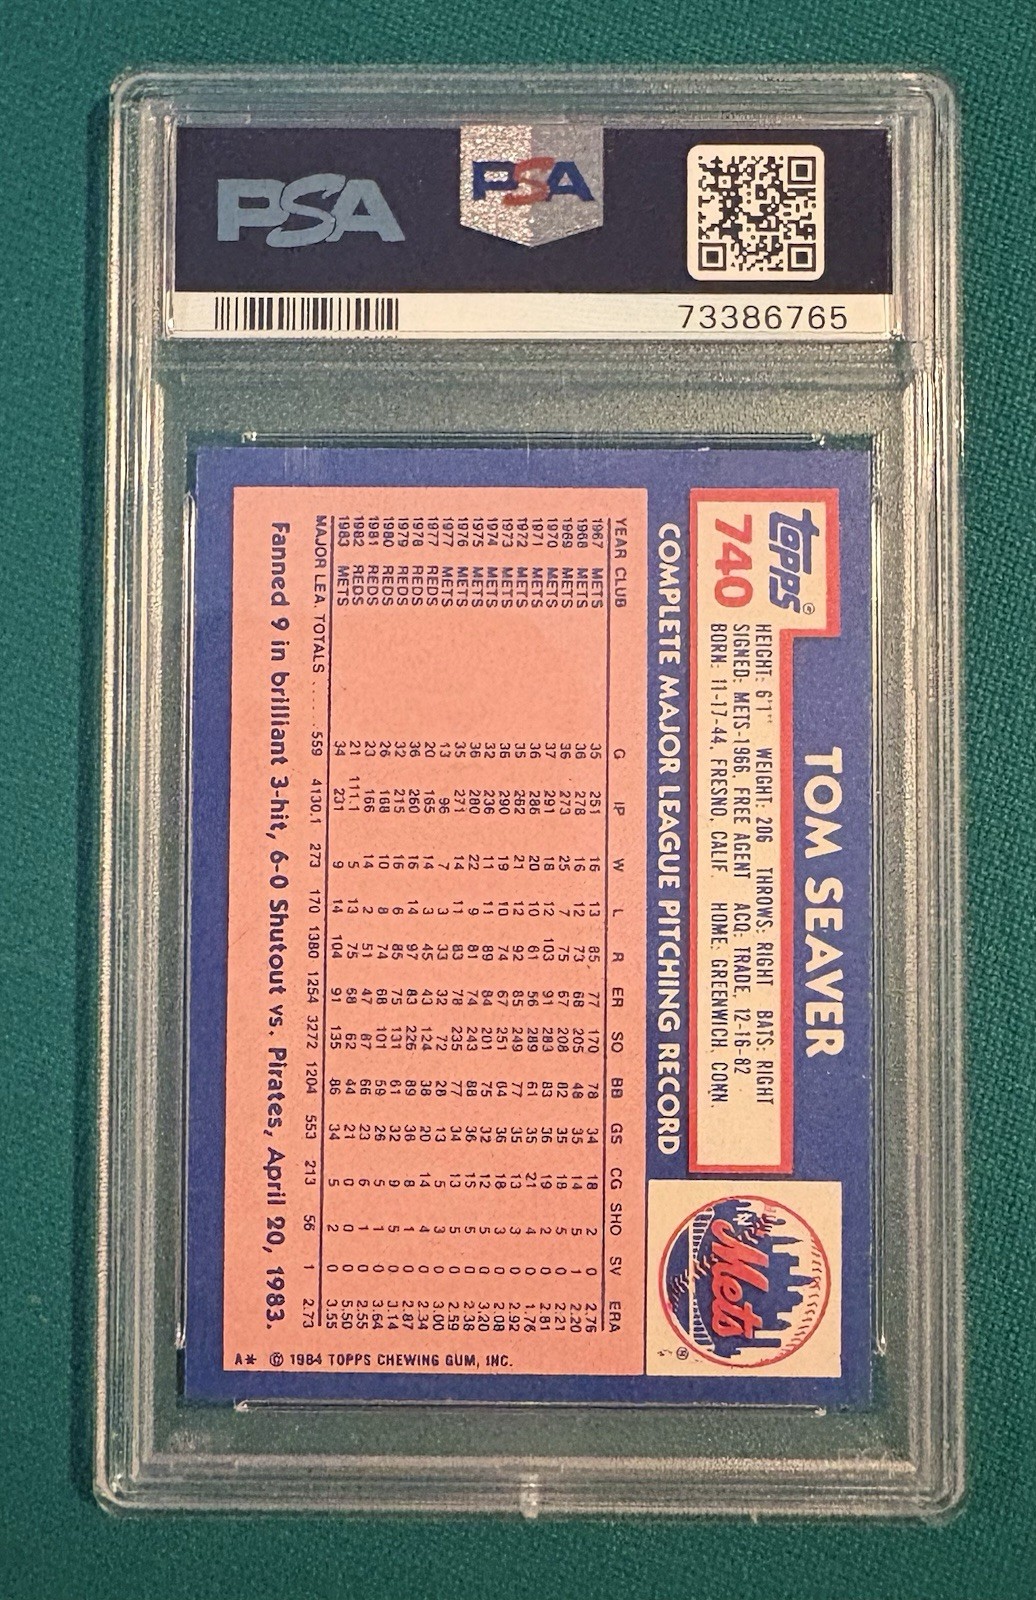 PSA
PSA
73386765
topps
740
TOM SEAVER
HEIGHT: 6'1" WEIGHT: 206 THROWS: RIGHT BATS: RIGHT
SIGNED: METS-1966, FREE AGENT ACQ: TRADE, 12-16-82
BORN: 11-17-44, FRESNO, CALIF. HOME: GREENWICH, CONN.
Mets
COMPLETE MAJOR LEAGUE PITCHING RECORD
YEAR CLUB G IP W L R ER SO BB GS CG SHO SV ERA
1967 METS 35 251 16 13 85 77 170 78 34 18 2 0 2.76
1968 METS 36 278 16 12 73 68 205 48 35 14 5 1 2.20
1969 METS 36 273 25 7 75 67 208 82 35 18 5 0 2.21
1970 METS 37 291 18 12 103 91 283 83 36 19 2 0 2.81
1971 METS 36 286 20 10 61 56 289 61 35 21 4 0 1.76
1972 METS 35 262 21 12 92 85 249 77 35 13 3 0 2.92
1973 METS 36 290 19 10 74 67 251 64 36 18 3 0 2.08
1974 METS 32 236 11 11 89 84 201 75 32 12 5 0 3.20
1975 METS 36 280 22 9 81 74 243 88 36 15 5 0 2.38
1976 METS 35 271 14 11 83 78 235 77 34 13 5 0 2.59
1977 METS 13 96 7 3 33 32 72 28 13 5 3 0 3.00
1977 REDS 20 165 14 3 45 43 124 38 20 14 4 0 2.34
1978 REDS 36 260 16 14 97 83 226 89 36 8 1 0 2.87
1979 REDS 32 215 16 6 85 75 131 61 32 9 5 0 3.14
1980 REDS 26 168 10 8 74 68 101 59 26 5 1 0 3.64
1981 REDS 23 166 14 2 51 47 87 66 23 6 1 0 2.55
1982 REDS 21 111.1 5 13 75 68 62 44 21 0 0 0 5.50
1983 METS 34 231 9 14 104 91 135 86 34 5 2 0 3.55
MAJOR LEA. TOTALS ...... 559 4130.1 273 170 1380 1254 3272 1204 553 213 56 1 2.73
Fanned 9 in brilliant 3-hit, 6-0 Shutout vs. Pirates, April 20, 1983.
A* © 1984 TOPPS CHEWING GUM, INC.